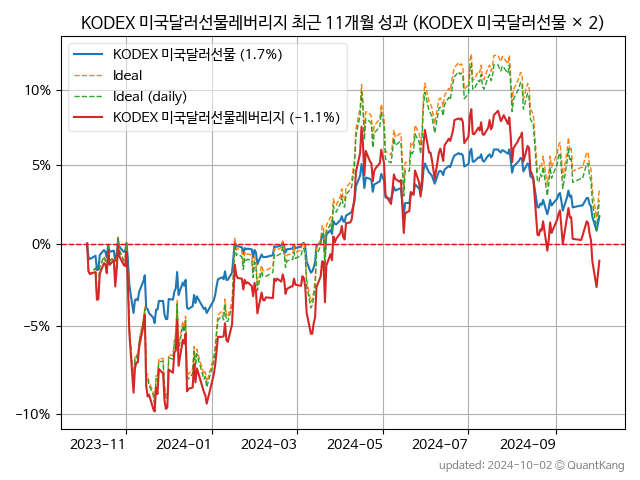 KODEX 미국달러선물레버리지 최근 11개월 성과 (KODEX 미국달러선물 × 2)
KODEX 미국달러선물 (1.7%)
Ideal
Ideal (daily)
KODEX 미국달러선물레버리지 (−1.1%)
10%
5%
0%
−5%
−10%
2023−11
2024−01
2024−03
2024−05
2024−07
2024−09
updated: 2024-10-02 © QuantKang